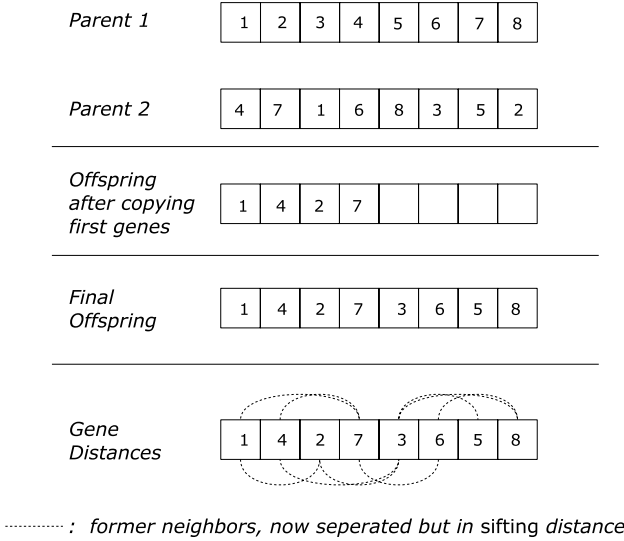 Parent 1 1 2 3 4 5 6 7 8
Parent 2 4 7 1 6 8 3 5 2
Offspring
after copying 1 4 2 7
first genes
Final 1 4 2 7 3 6 5 8
Offspring
Gene 1 4 2 7 3 6 5 8
Distances
: former neighbors, now seperated but in sifting distance